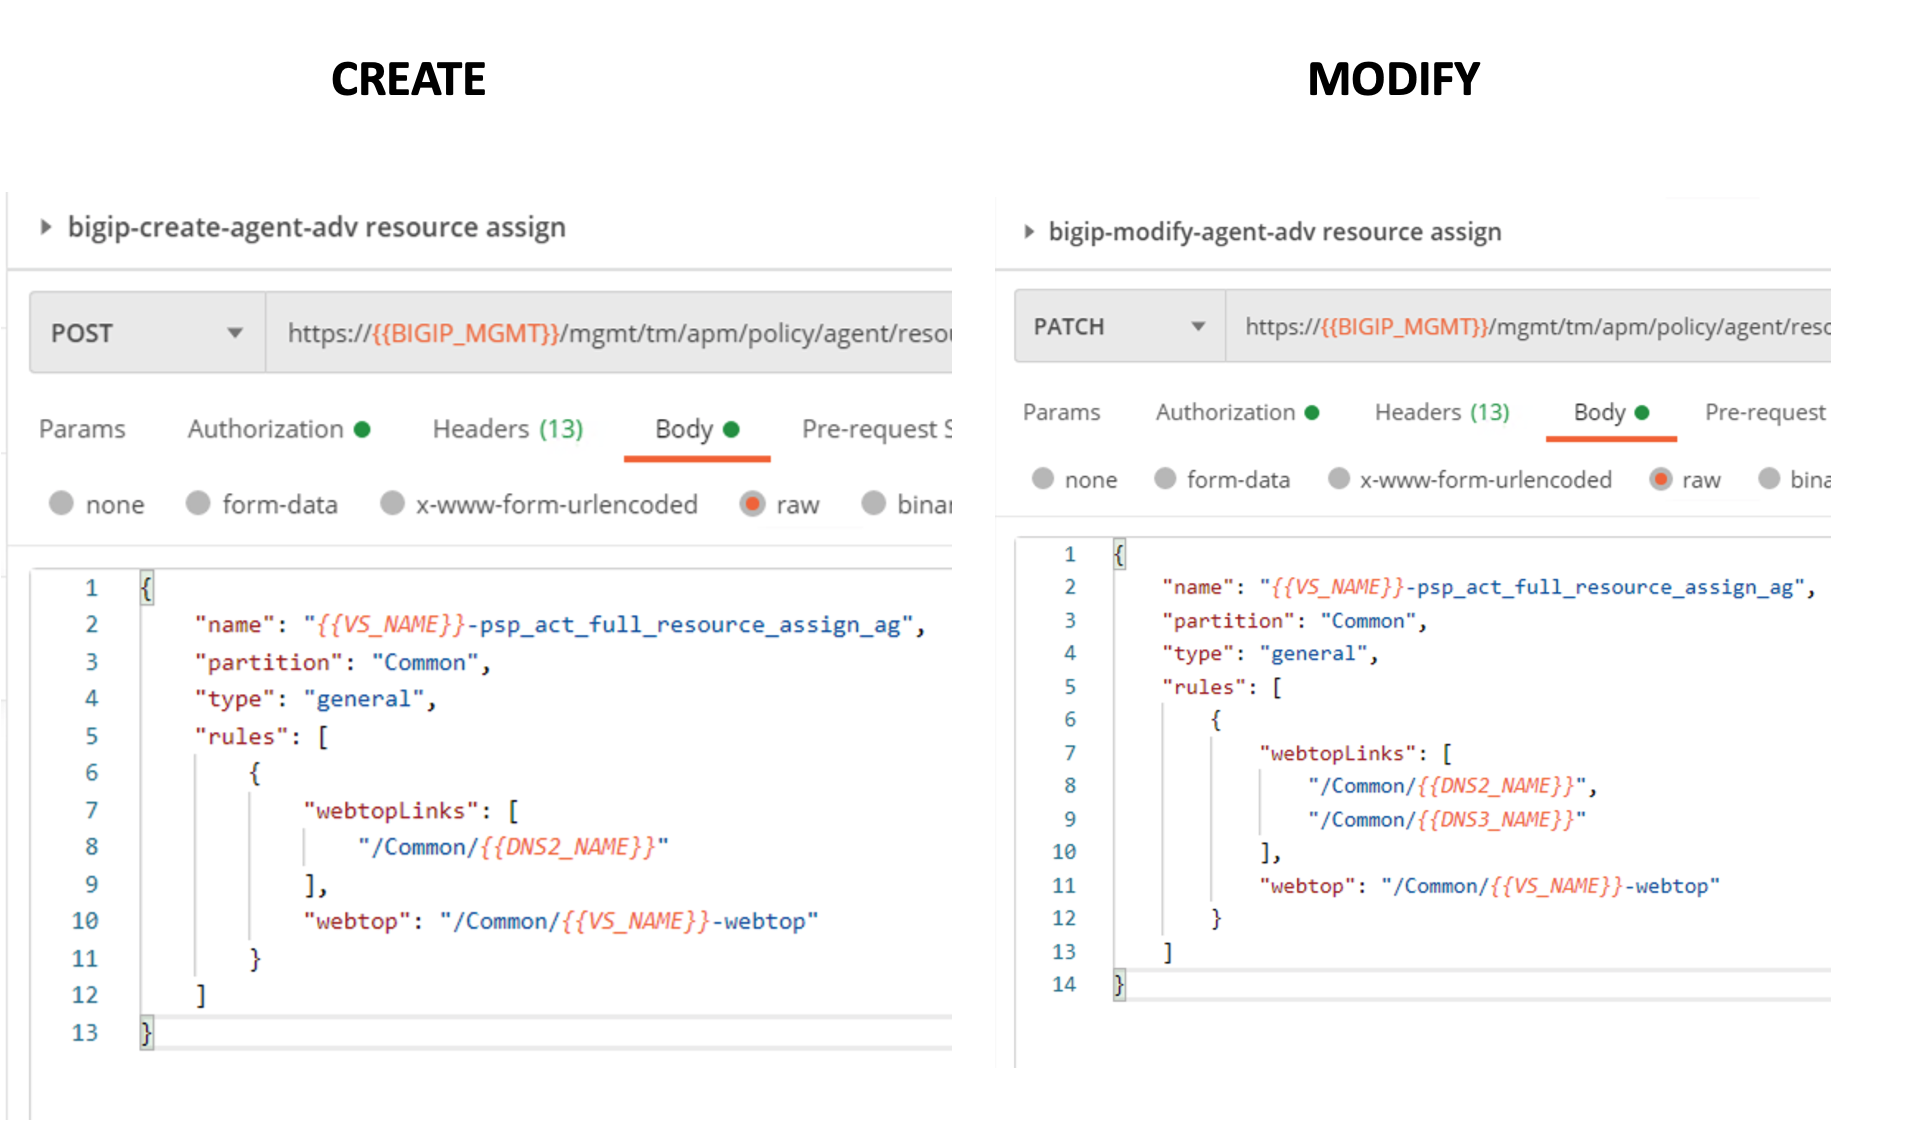 CREATE
bigip-create-agent-adv resource assign
POST
https://{{BIGIP_MGMT}}/mgmt/tm/apm/policy/agent/resou
Params Authorization Headers (13) Body Pre-request S
none form-data x-www-form-urlencoded raw binar
1 {
2 "name": "{{VS_NAME}}-psp_act_full_resource_assign_ag",
3 "partition": "Common",
4 "type": "general",
5 "rules": [
6 {
7 "webtopLinks": [
8 "/Common/{{DNS2_NAME}}"
9 ],
10 "webtop": "/Common/{{VS_NAME}}-webtop"
11 }
12 ]
13 }
MODIFY
bigip-modify-agent-adv resource assign
PATCH
https://{{BIGIP_MGMT}}/mgmt/tm/apm/policy/agent/reso
Params Authorization Headers (13) Body Pre-request
none form-data x-www-form-urlencoded raw bina
1 {
2 "name": "{{VS_NAME}}-psp_act_full_resource_assign_ag",
3 "partition": "Common",
4 "type": "general",
5 "rules": [
6 {
7 "webtopLinks": [
8 "/Common/{{DNS2_NAME}}",
9 "/Common/{{DNS3_NAME}}"
10 ],
11 "webtop": "/Common/{{VS_NAME}}-webtop"
12 }
13 ]
14 }